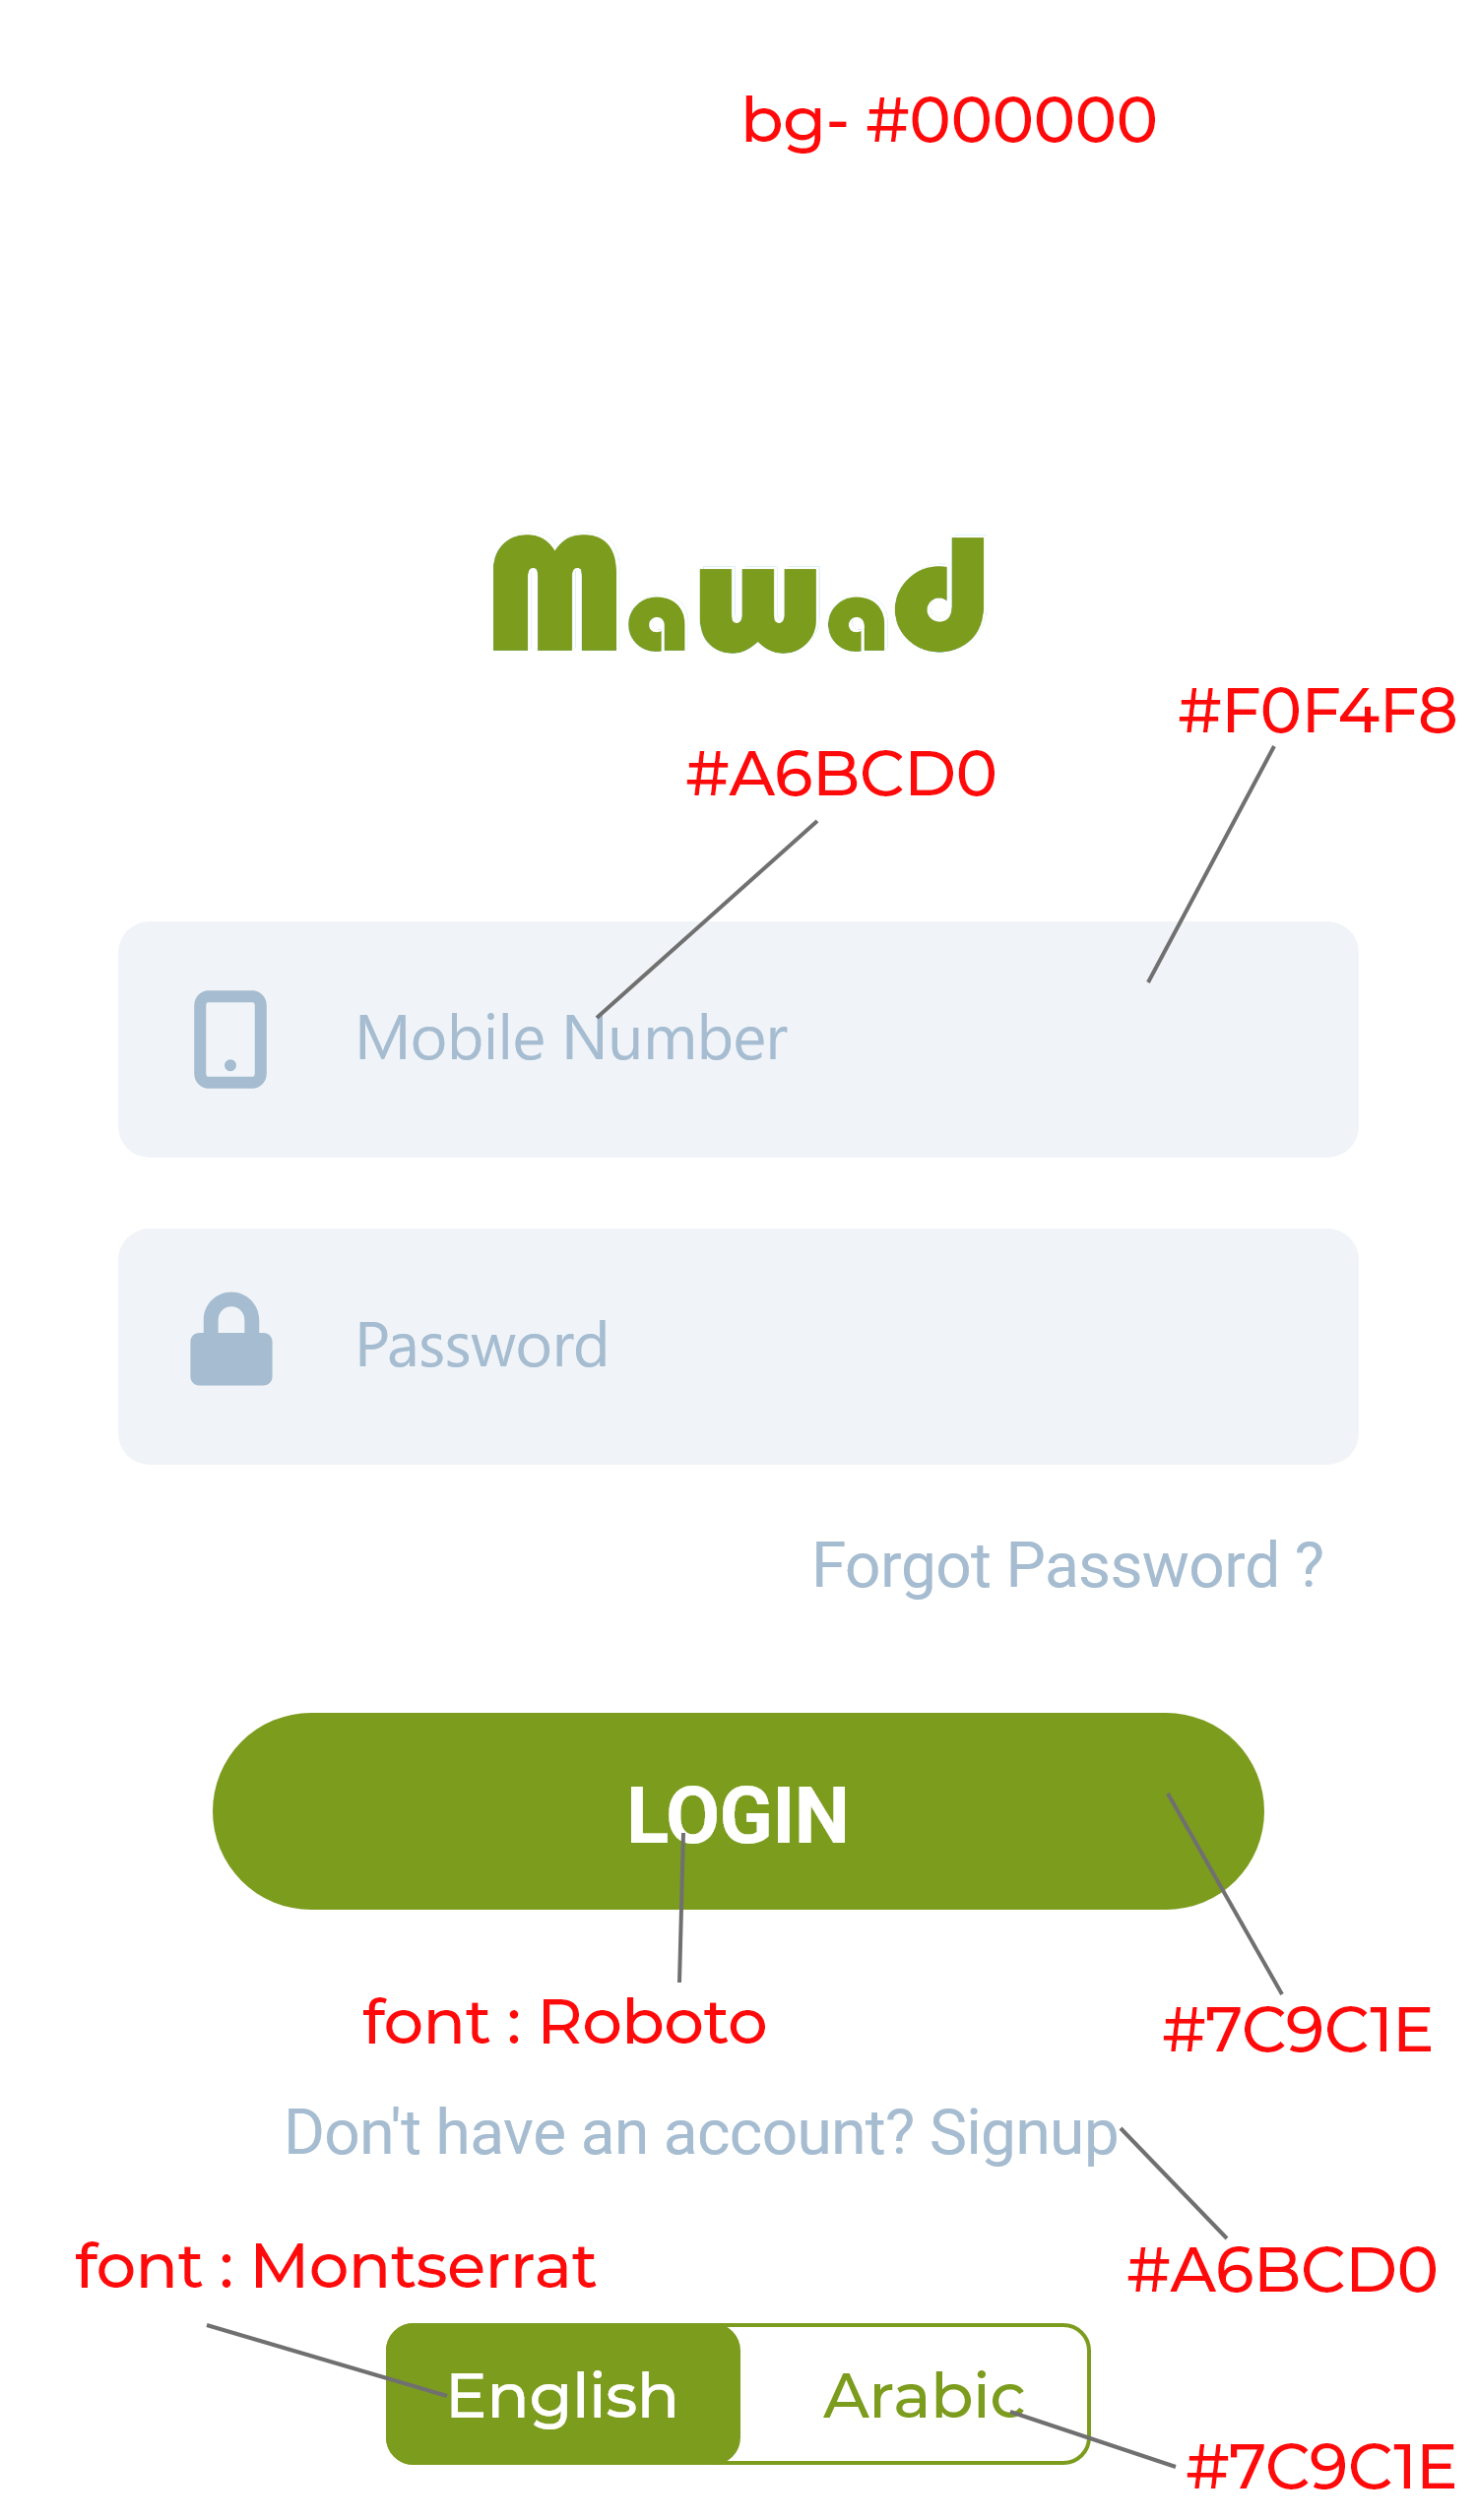 bg- #000000
Mawad
#F0F4F8
#A6BCD0
Mobile Number
Password
Forgot Password ?
LOGIN
font : Roboto
#7C9C1E
Don't have an account? Signup
font : Montserrat
#A6BCD0
English
Arabic
#7C9C1E